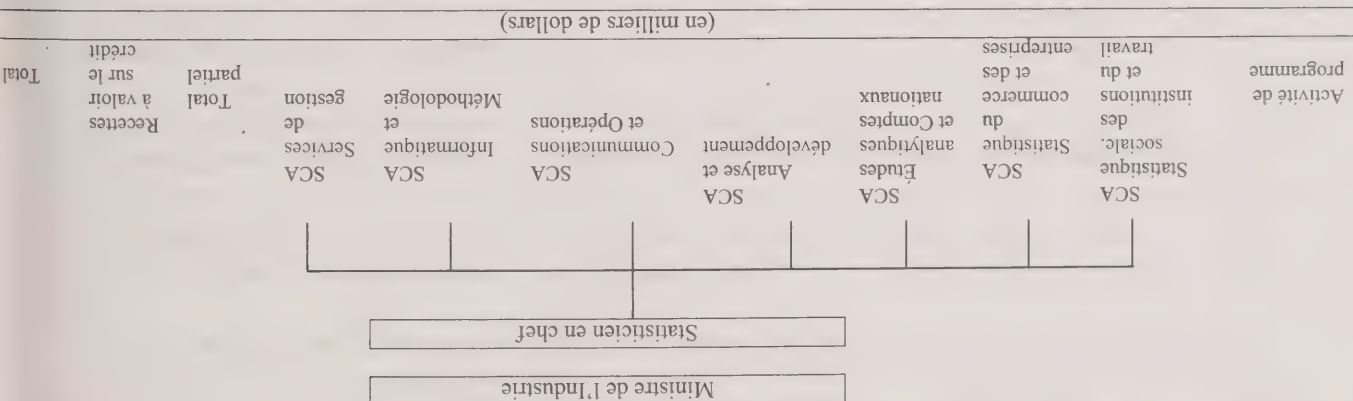 Ministre de l'Industrie
Statisticien en chef
Activité de
programme
SCA
Statistique
sociale.
des
institutions
et du
travail
SCA
Statistique
du
commerce
et des
entreprises
SCA
Études
analytiques
et Comptes
nationaux
SCA
Analyse et
développement
SCA
Communications
et Opérations
SCA
Informatique
et
Méthodologie
SCA
Services
de
gestion
Total
partiel
Recettes
à valoir
sur le
crédit
Total
(en milliers de dollars)